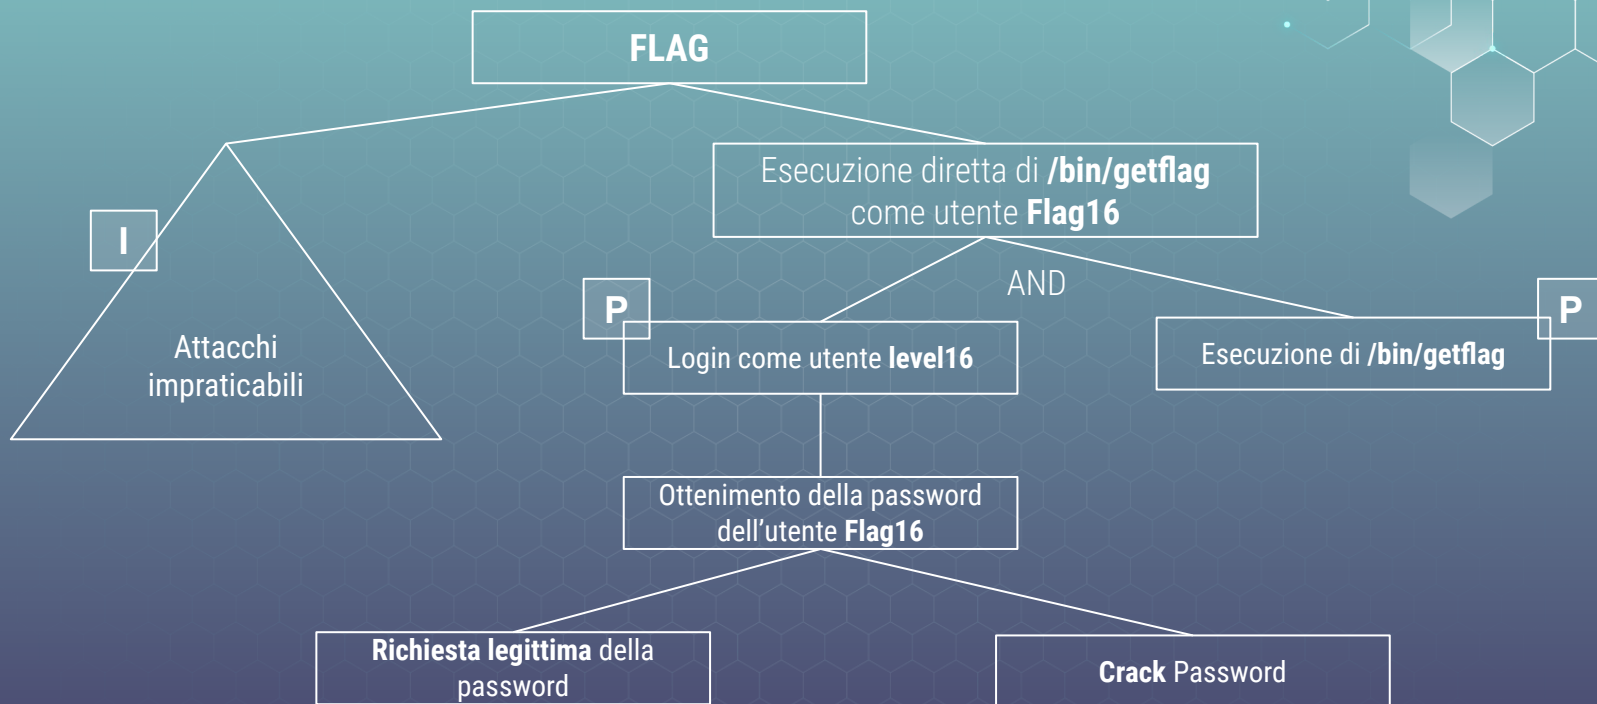 FLAG
Esecuzione diretta di /bin/getflag
come utente Flag16
I
AND
P
P
Login come utente level16
Esecuzione di /bin/getflag
Attacchi
impraticabili
Ottenimento della password
dell'utente Flag16
Richiesta legittima della
password
Crack Password